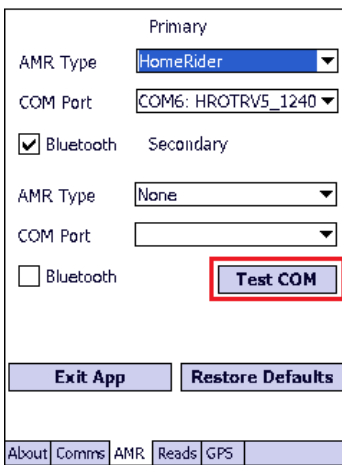 Primary
AMR Type HomeRider
COM Port COM6: HROTRV5_1240
Bluetooth Secondary
AMR Type None
COM Port
Bluetooth Test COM
Exit App Restore Defaults
About Comms AMR Reads GPS